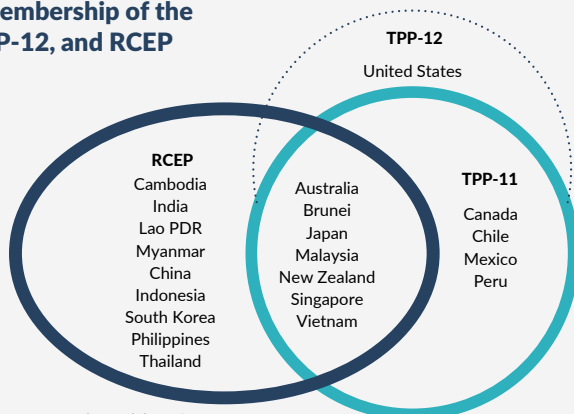 embership of the
P-12, and RCEP
TPP-12
United States
RCEP
Cambodia
India
Lao PDR
Myanmar
China
Indonesia
South Korea
Philippines
Thailand
Australia
Brunei
Japan
Malaysia
New Zealand
Singapore
Vietnam
TPP-11
Canada
Chile
Mexico
Peru